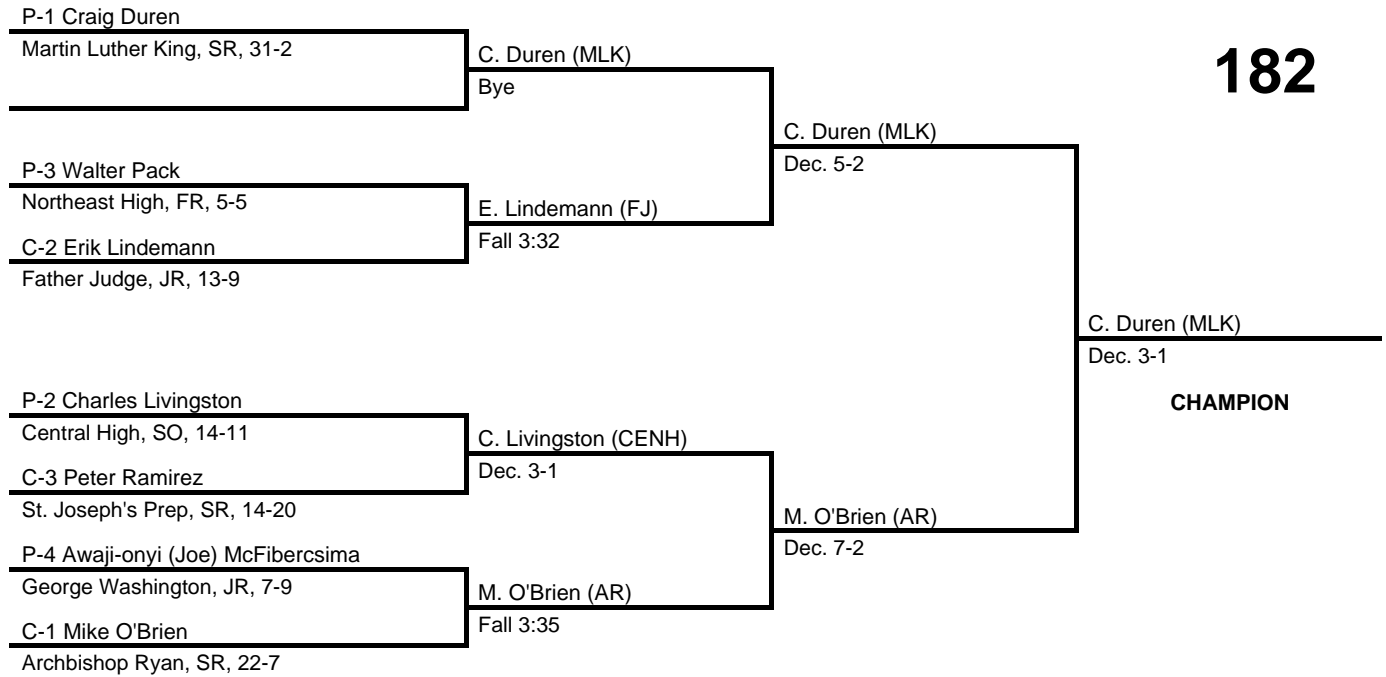 P-1 Craig Duren
Martin Luther King, SR, 31-2
C. Duren (MLK)
Bye
182
C. Duren (MLK)
Dec. 5-2
P-3 Walter Pack
Northeast High, FR, 5-5
E. Lindemann (FJ)
Fall 3:32
C-2 Erik Lindemann
Father Judge, JR, 13-9
C. Duren (MLK)
Dec. 3-1
CHAMPION
P-2 Charles Livingston
Central High, SO, 14-11
C. Livingston (CENH)
Dec. 3-1
C-3 Peter Ramirez
St. Joseph's Prep, SR, 14-20
M. O'Brien (AR)
Dec. 7-2
P-4 Awaji-onyi (Joe) McFibercsima
George Washington, JR, 7-9
M. O'Brien (AR)
Fall 3:35
C-1 Mike O'Brien
Archbishop Ryan, SR, 22-7